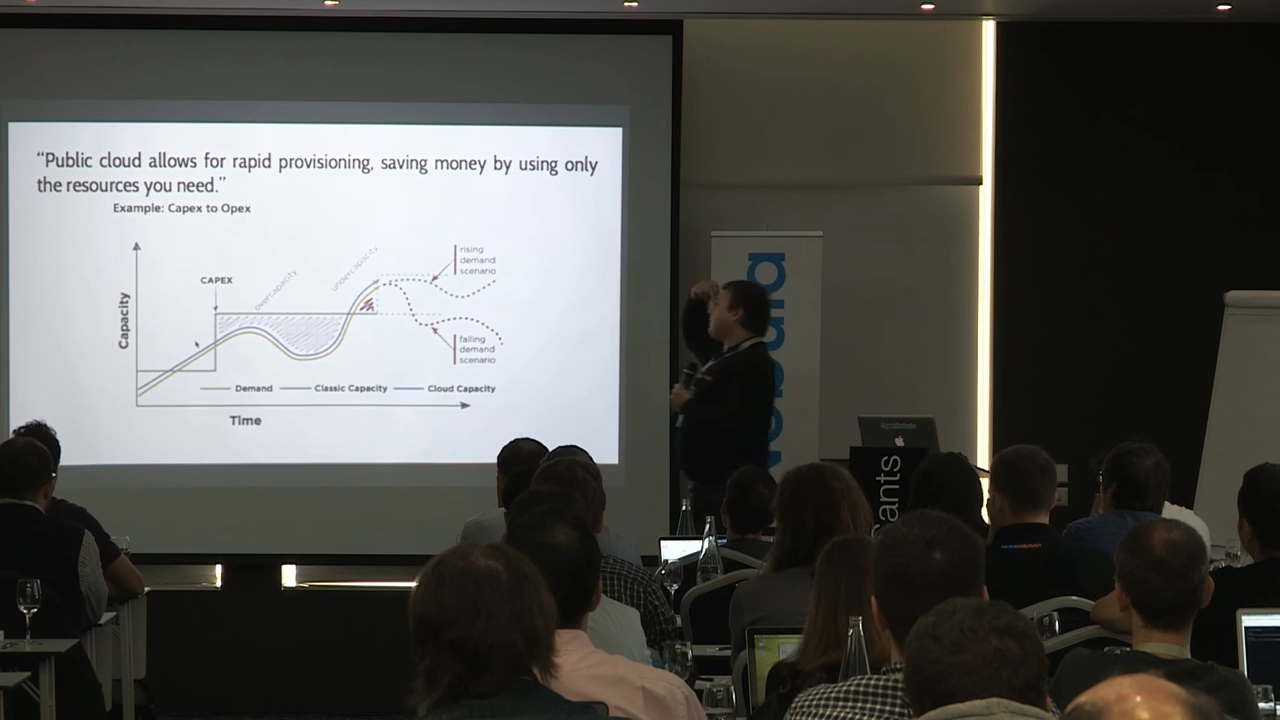 “Public cloud allows for rapid provisioning, saving money by using only
the resources you need.”
Example: Capex to Opex
rising
demand
scenario
undercapacity
overcapacity
CAPEX
Capacity
falling
demand
scenario
Demand
Classic Capacity
Cloud Capacity
Time